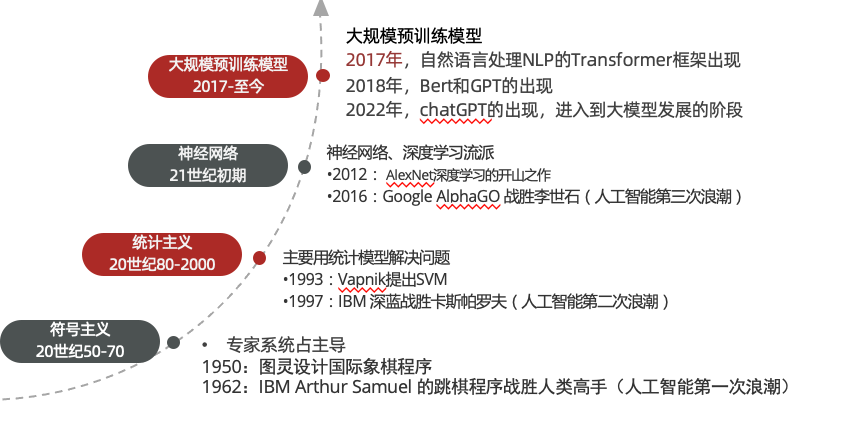 大规模预训练模型
2017-至今
大规模预训练模型
2017年，自然语言处理NLP的Transformer框架出现
2018年，Bert和GPT的出现
2022年，chatGPT的出现，进入到大模型发展的阶段
神经网络
21世纪初期
神经网络、深度学习流派
•2012： AlexNet深度学习的开山之作
•2016：Google AlphaGO 战胜李世石（人工智能第三次浪潮）
统计主义
20世纪80-2000
主要用统计模型解决问题
•1993：Vapnik提出SVM
•1997：IBM 深蓝战胜卡斯帕罗夫（人工智能第二次浪潮）
符号主义
20世纪50-70
• 专家系统占主导
1950：图灵设计国际象棋程序
1962：IBM Arthur Samuel 的跳棋程序战胜人类高手（人工智能第一次浪潮）